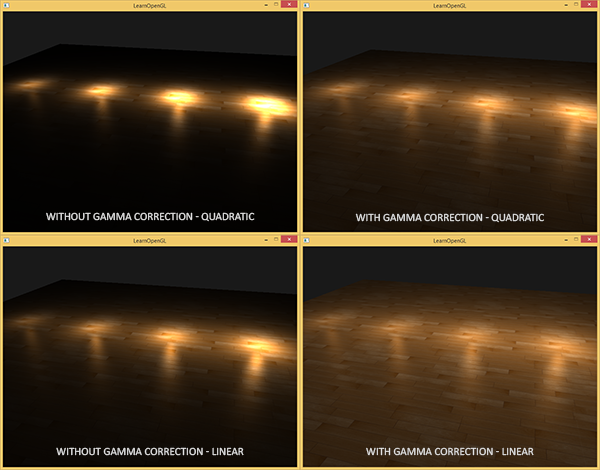 LearnOpenGL
LearnOpenGL
WITHOUT GAMMA CORRECTION - QUADRATIC
WITH GAMMA CORRECTION - QUADRATIC
LearnOpenGL
LearnOpenGL
WITHOUT GAMMA CORRECTION - LINEAR
WITH GAMMA CORRECTION - LINEAR